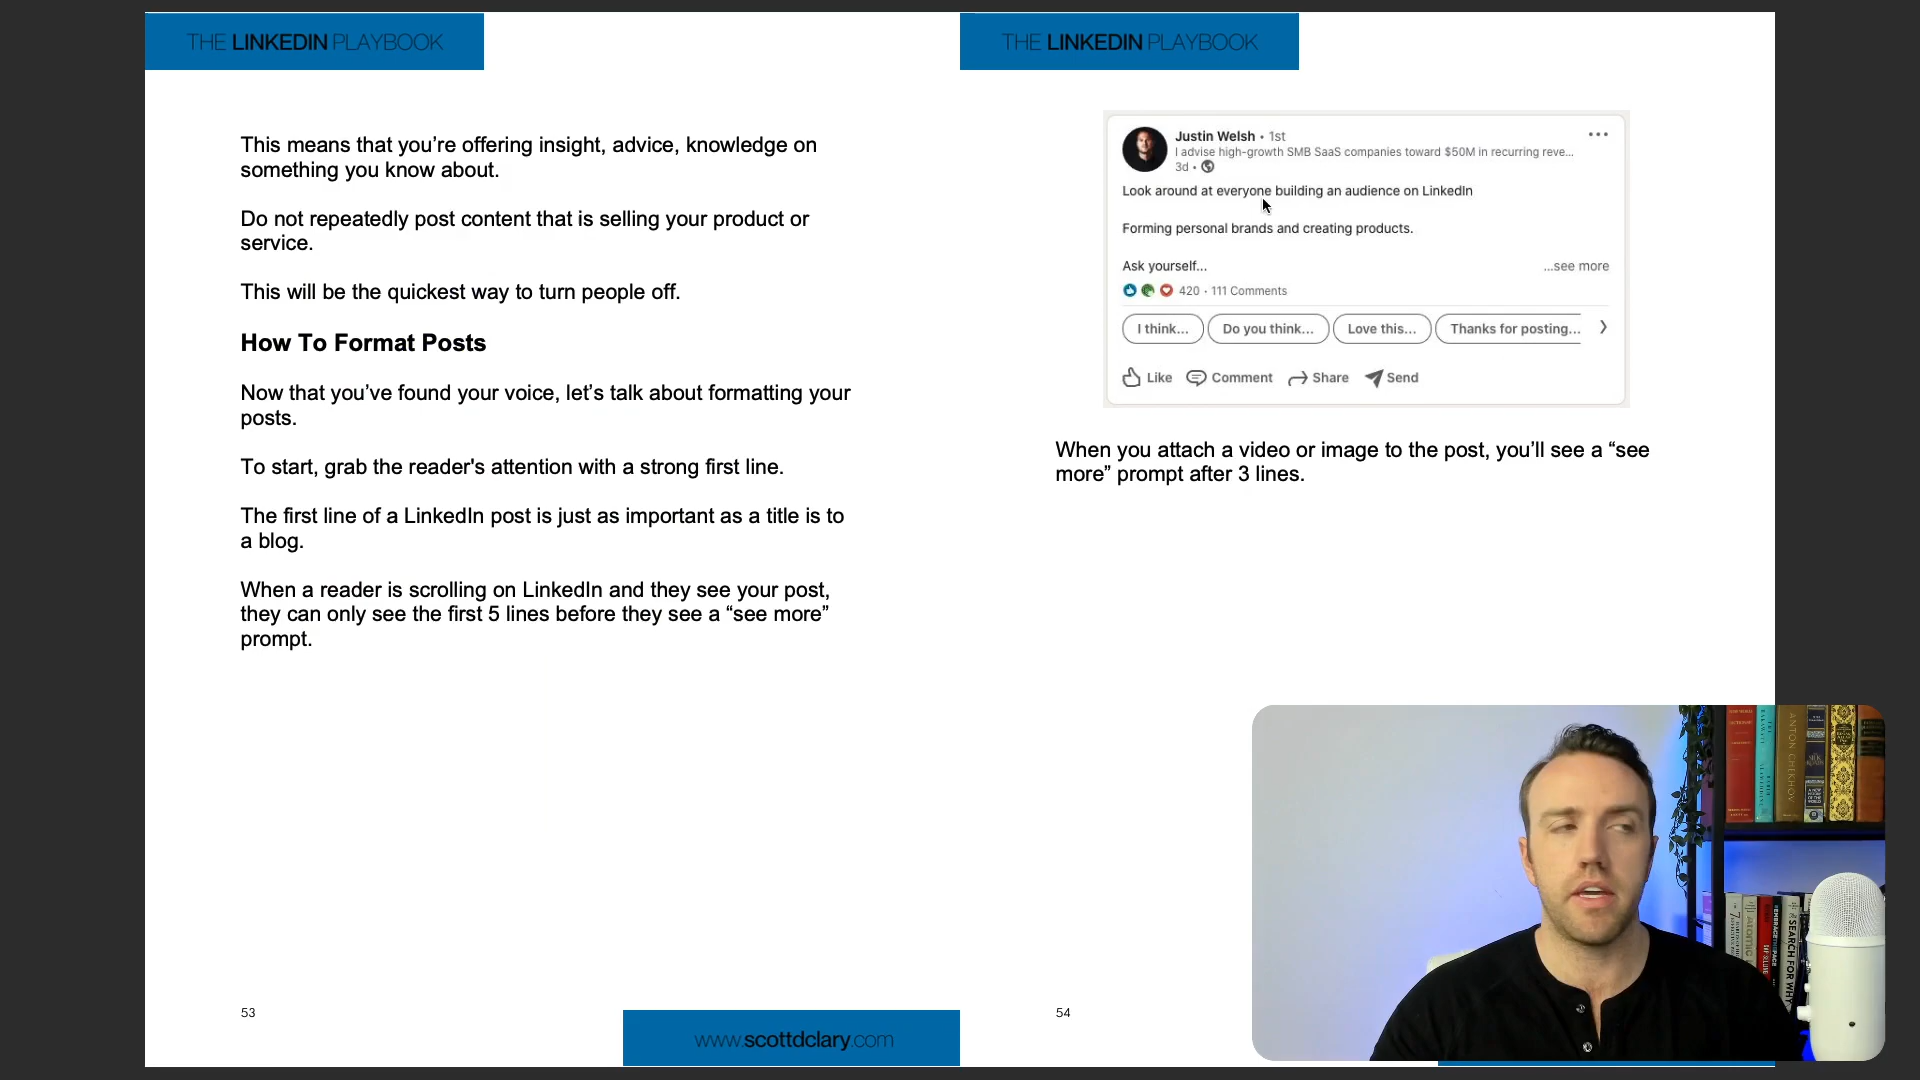 THE LINKEDIN PLAYBOOK
This means that you’re offering insight, advice, knowledge on
something you know about.
Do not repeatedly post content that is selling your product or
service.
This will be the quickest way to turn people off.
How To Format Posts
Now that you’ve found your voice, let’s talk about formatting your
posts.
To start, grab the reader's attention with a strong first line.
The first line of a LinkedIn post is just as important as a title is to
a blog.
When a reader is scrolling on LinkedIn and they see your post,
they can only see the first 5 lines before they see a “see more”
prompt.
53
www.scottdclary.com
THE LINKEDIN PLAYBOOK
Justin Welsh • 1st
I advise high-growth SMB SaaS companies toward $50M in recurring reve...
3d •
Look around at everyone building an audience on LinkedIn
Forming personal brands and creating products.
Ask yourself...
...see more
420 · 111 Comments
I think...
Do you think...
Love this...
Thanks for posting...
Like
Comment
Share
Send
When you attach a video or image to the post, you’ll see a “see
more” prompt after 3 lines.
54
ANTON CHEKHOV